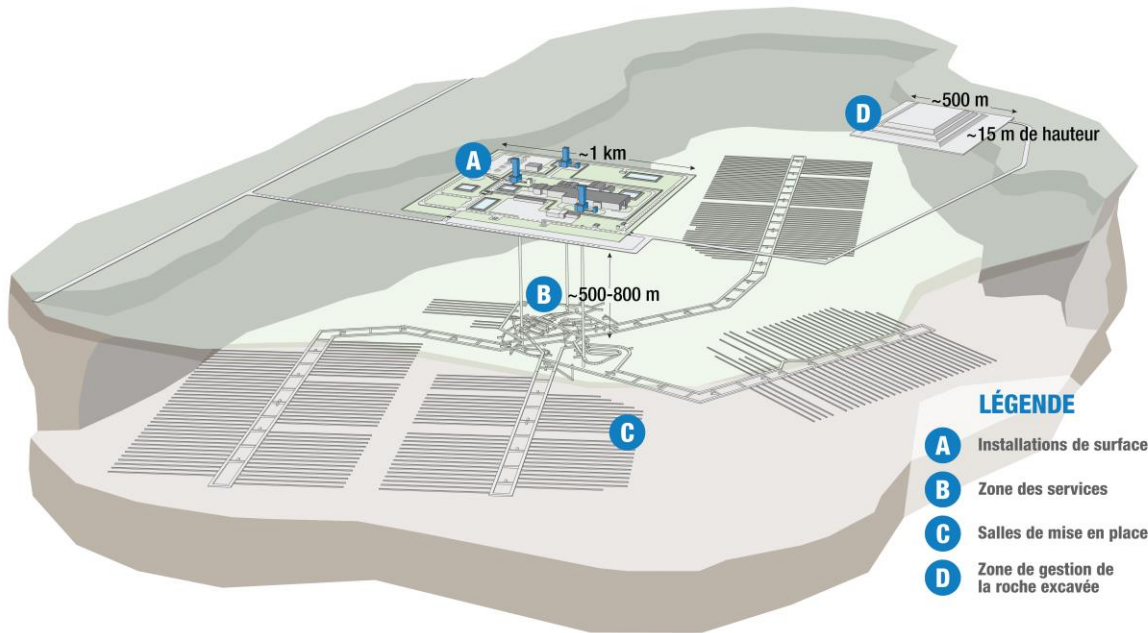 D
~500 m
~15 m de hauteur
A
~1 km
B
~500-800 m
C
LÉGENDE
A Installations de surface
B Zone des services
C Salles de mise en place
D Zone de gestion de
la roche excavée